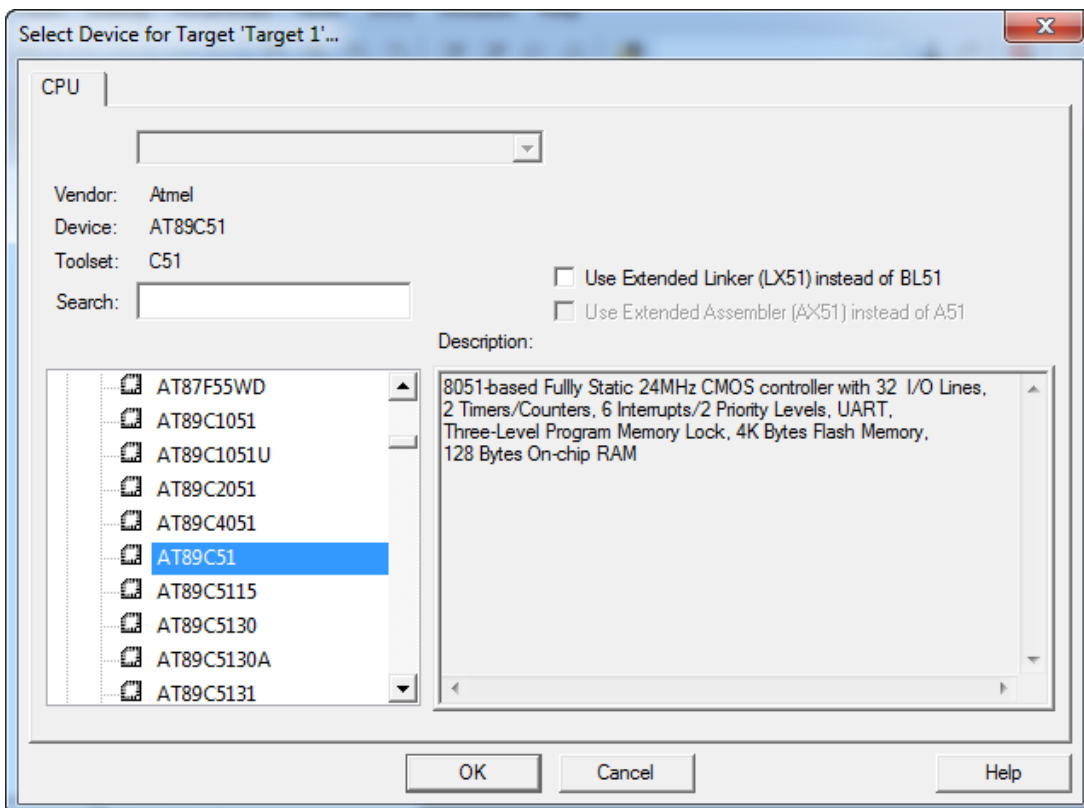 Select Device for Target 'Target 1'...
X
CPU
Vendor: Atmel
Device: AT89C51
Toolset: C51
Search:
Use Extended Linker (LX51) instead of BL51
Use Extended Assembler (AX51) instead of A51
Description:
AT87F55WD
AT89C1051
AT89C1051U
AT89C2051
AT89C4051
AT89C51
AT89C5115
AT89C5130
AT89C5130A
AT89C5131
8051-based Fullly Static 24MHz CMOS controller with 32 I/O Lines,
2 Timers/Counters, 6 Interrupts/2 Priority Levels, UART,
Three-Level Program Memory Lock, 4K Bytes Flash Memory,
128 Bytes On-chip RAM
OK
Cancel
Help